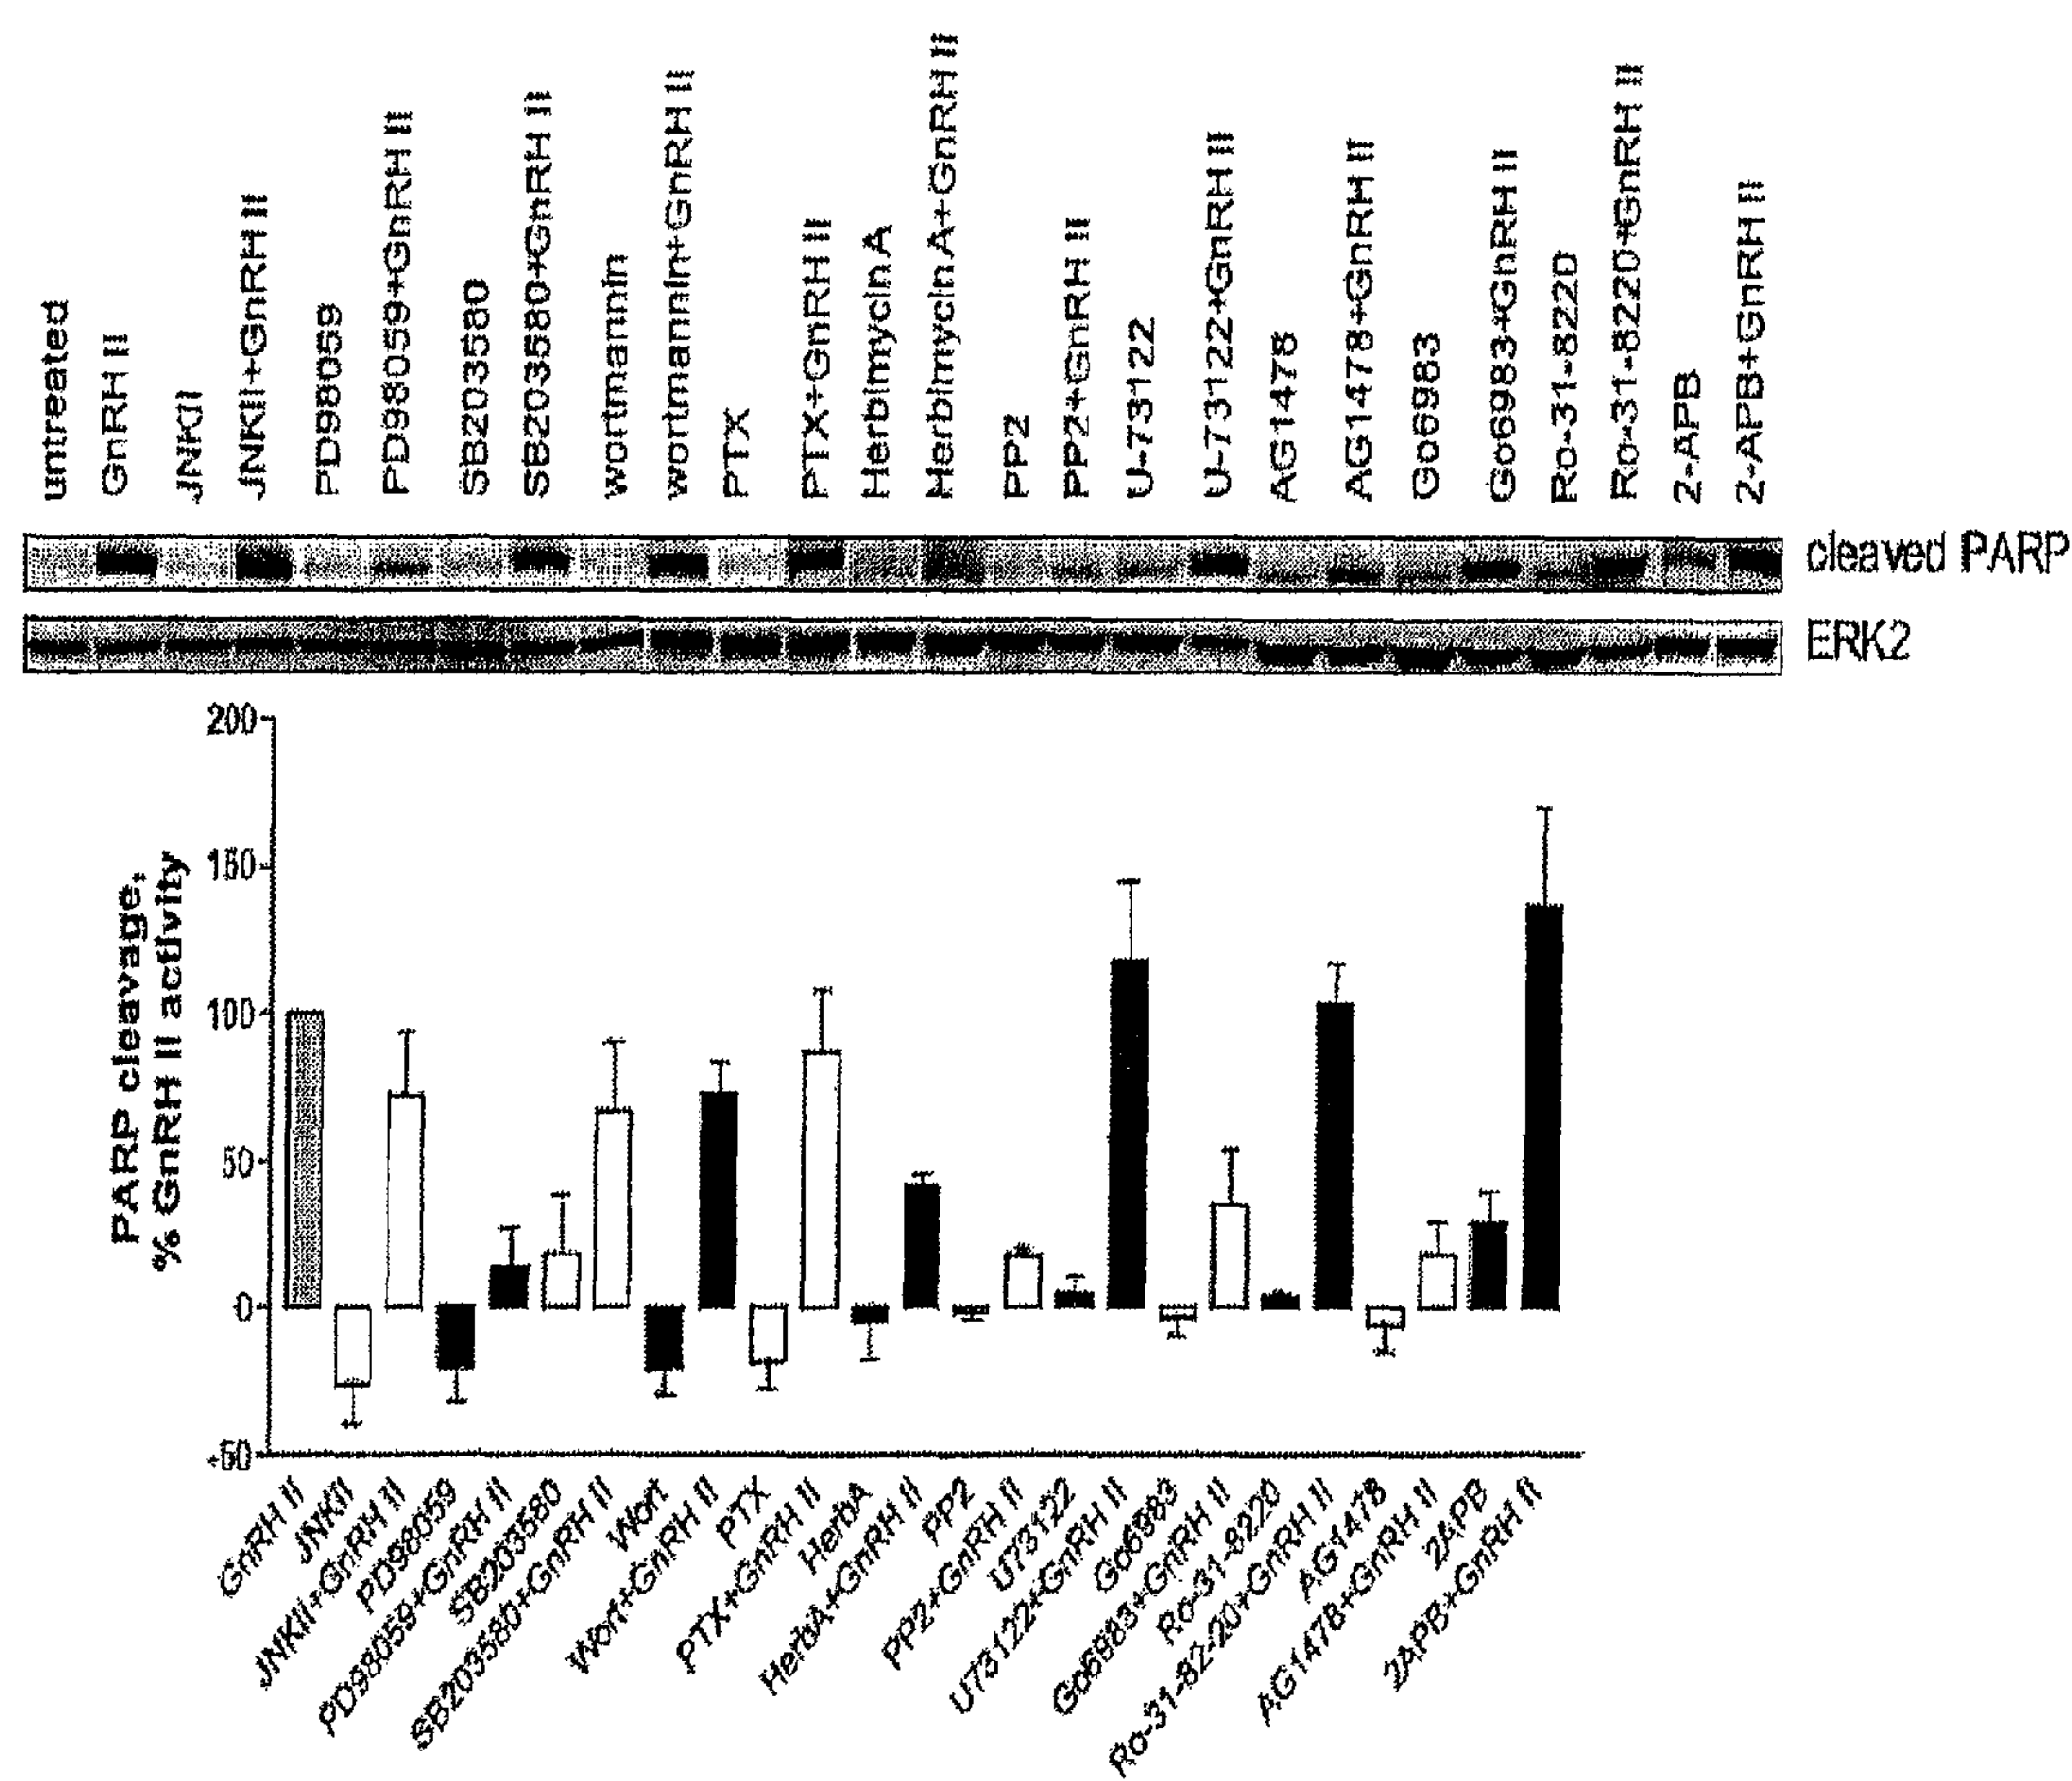 untreated
GnRH II
JNKII
JNKII+GnRH II
PD98059
PD98059+GnRH II
SB203580
SB203580+GnRH II
wortmannin
wortmannin+GnRH II
PTX
PTX+GnRH II
Herbimycin A
Herbimycin A+GnRH II
PP2
PP2+GnRH II
U-73122
U-73122+GnRH II
AG1478
AG1478+GnRH II
Go6983
Go6983+GnRH II
Ro-31-8220
Ro-31-8220+GnRH II
2-APB
2-APB+GnRH II
cleaved PARP
ERK2
PARP cleavage,
% GnRH II activity
200
150
100
50
0
-50
GnRH II
JNKII
JNKII+GnRH II
PD98059
PD98059+GnRH II
SB203580
SB203580+GnRH II
Wort
Wort+GnRH II
PTX
PTX+GnRH II
HerbA
HerbA+GnRH II
PP2
PP2+GnRH II
U73122
U73122+GnRH II
Go6983
Go6983+GnRH II
Ro-31-8220
Ro-31-82-20+GnRH II
AG1478
AG1478+GnRH II
2APB
2APB+GnRH II